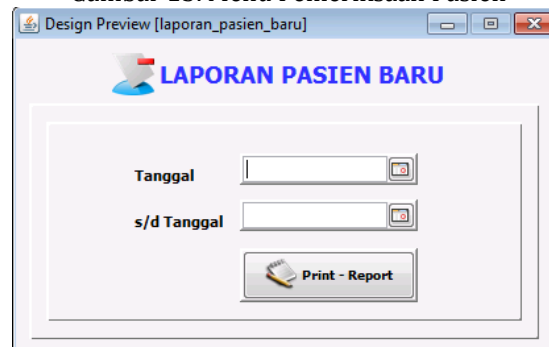 Design Preview [laporan_pasien_baru]
LAPORAN PASIEN BARU
Tanggal
s/d Tanggal
Print - Report